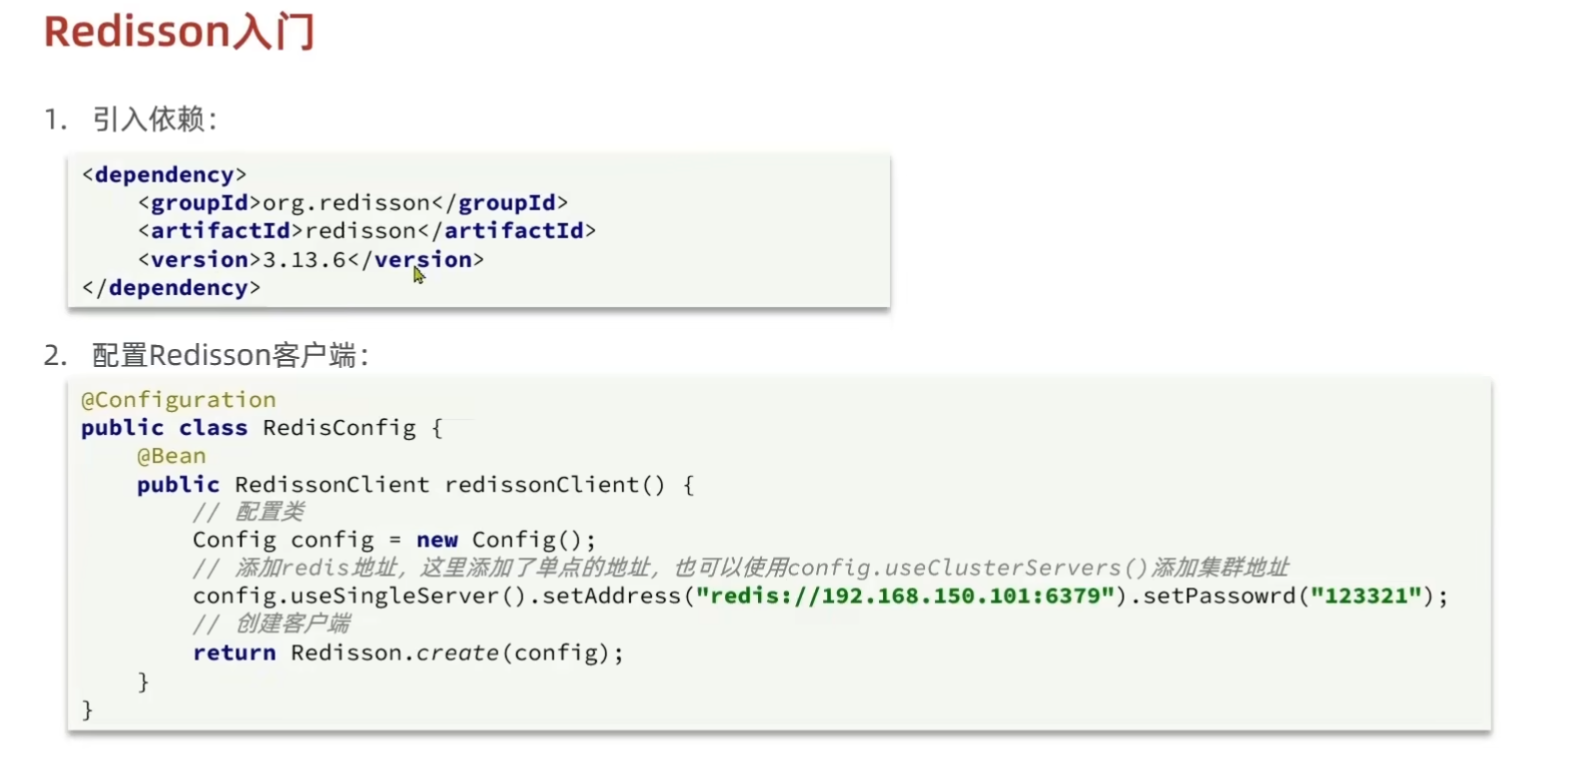 Redisson入门
1. 引入依赖：
<dependency>
    <groupId>org.redisson</groupId>
    <artifactId>redisson</artifactId>
    <version>3.13.6</version>
</dependency>
2. 配置Redisson客户端：
@Configuration
public class RedisConfig {
    @Bean
    public RedissonClient redissonClient() {
        // 配置类
        Config config = new Config();
        // 添加redis地址，这里添加了单点的地址，也可以使用config.useClusterServers()添加集群地址
        config.useSingleServer().setAddress("redis://192.168.150.101:6379").setPassowrd("123321");
        // 创建客户端
        return Redisson.create(config);
    }
}